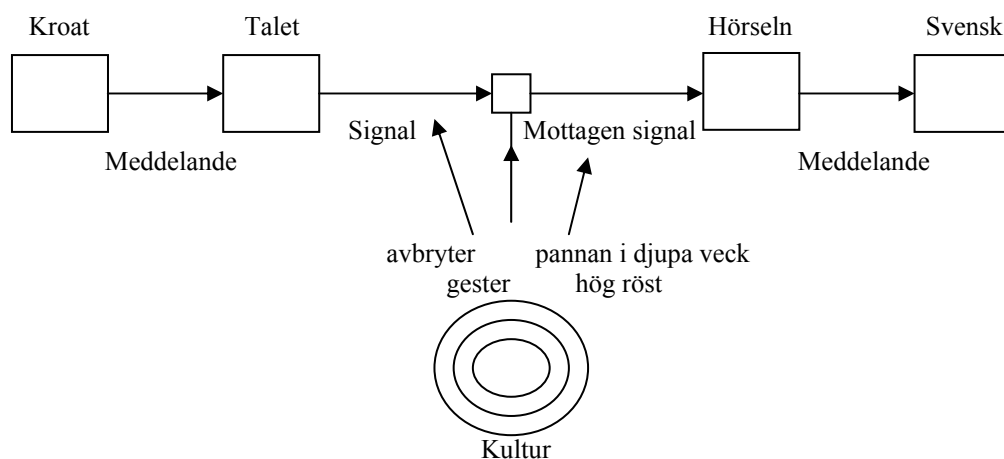 Kroat Talet Hörseln Svensk
Signal Mottagen signal
Meddelande Meddelande
avbryter pannan i djupa veck
gester hög röst
Kultur